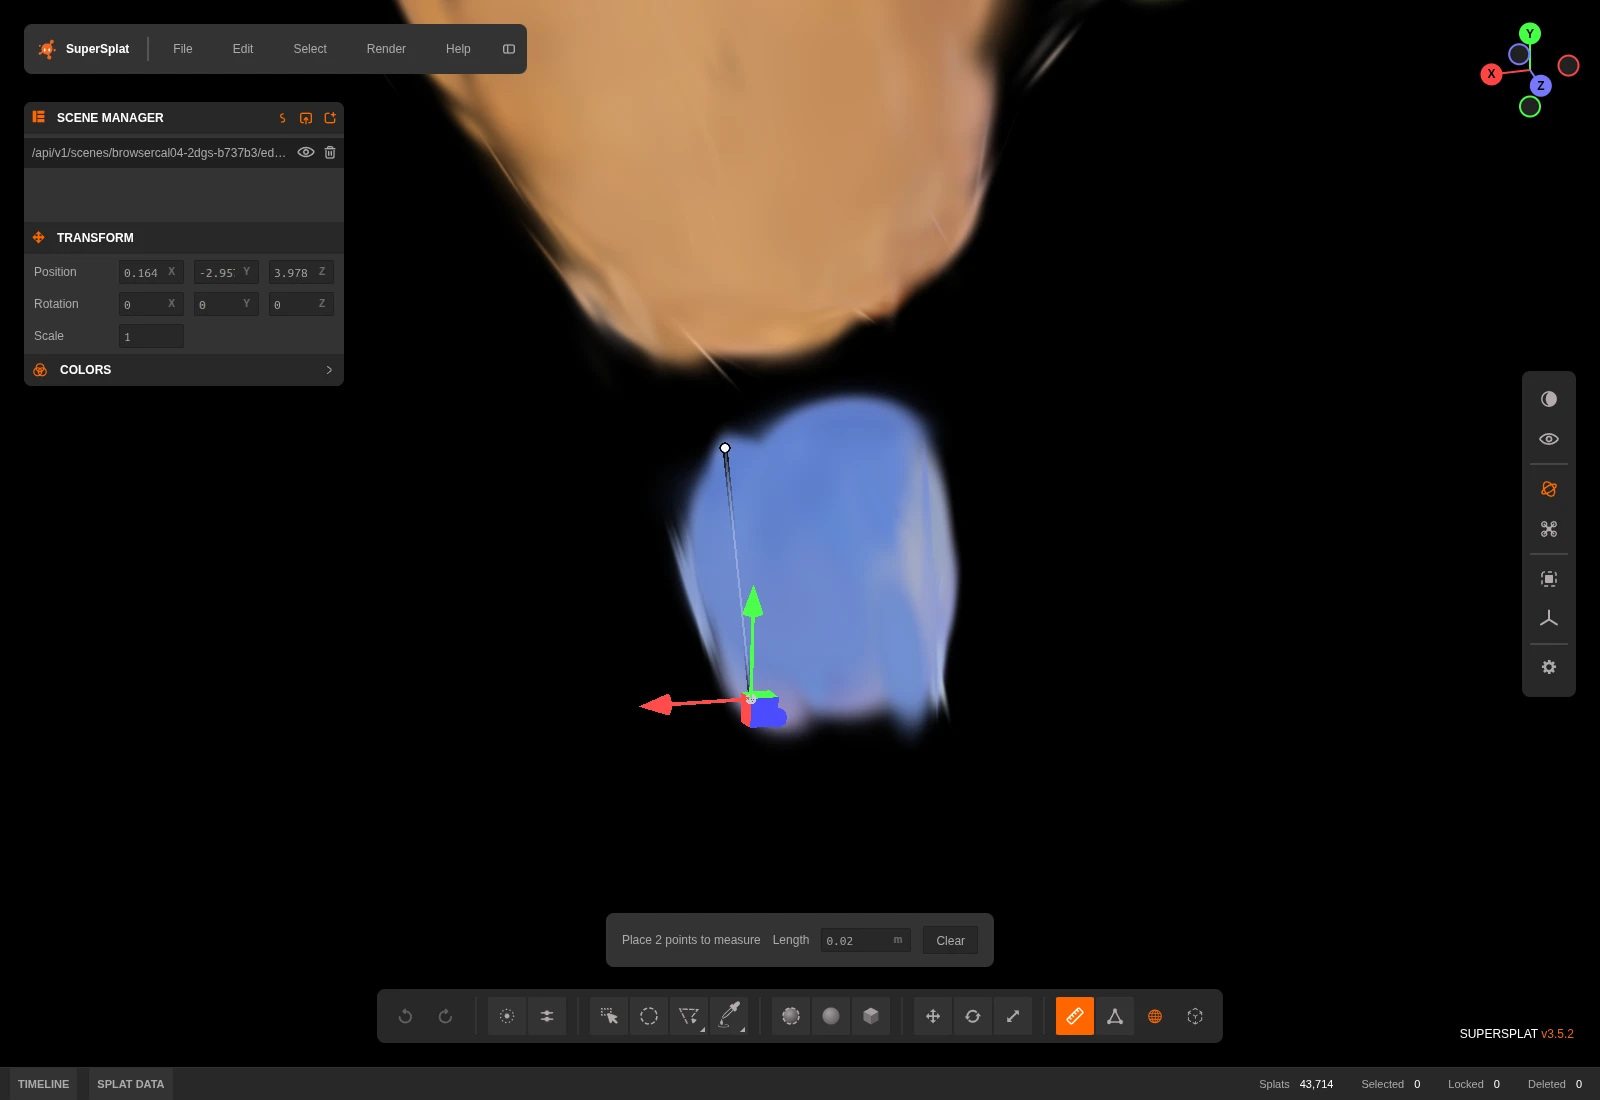 SuperSplat File Edit Select Render Help
SCENE MANAGER
/api/v1/scenes/browsercal04-2dgs-b737b3/ed...
TRANSFORM
Position 0.164 X -2.95 Y 3.978 Z
Rotation 0 X 0 Y 0 Z
Scale 1
COLORS
Y
X
Z
Place 2 points to measure Length 0.02 m Clear
SUPERSPLAT v3.5.2
TIMELINE SPLAT DATA Splats 43,714 Selected 0 Locked 0 Deleted 0